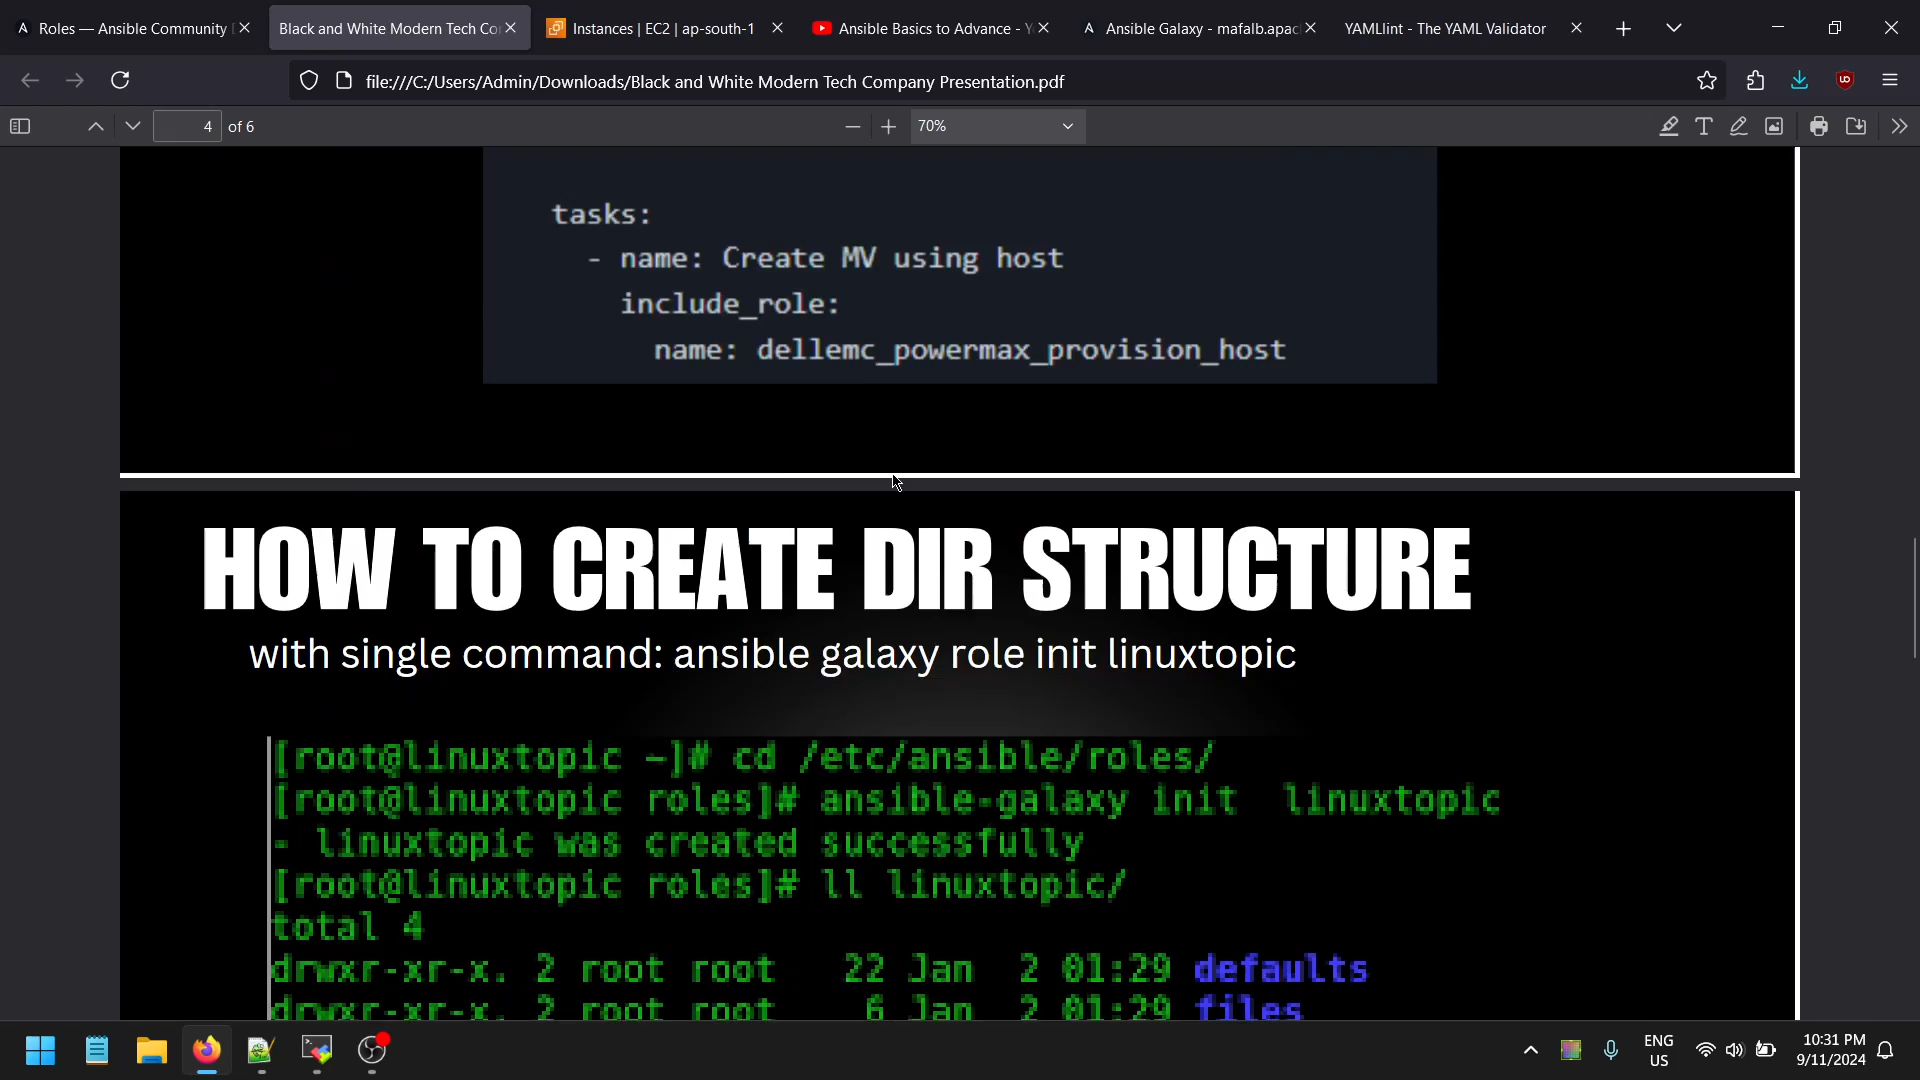 Roles — Ansible Community D
Black and White Modern Tech Co
Instances | EC2 | ap-south-1
Ansible Basics to Advance - Y
Ansible Galaxy - mafalb.apac
YAMLlint - The YAML Validator
file:///C:/Users/Admin/Downloads/Black and White Modern Tech Company Presentation.pdf
4 of 6
70%
tasks:
- name: Create MV using host
include_role:
name: dellemc_powermax_provision_host
HOW TO CREATE DIR STRUCTURE
with single command: ansible galaxy role init linuxtopic
[root@linuxtopic ~]# cd /etc/ansible/roles/
[root@linuxtopic roles]# ansible-galaxy init linuxtopic
- linuxtopic was created successfully
[root@linuxtopic roles]# ll linuxtopic/
total 4
drwxr-xr-x. 2 root root 22 Jan 2 01:29 defaults
drwxr-xr-x. 2 root root 6 Jan 2 01:29 files
ENG
US
10:31 PM
9/11/2024